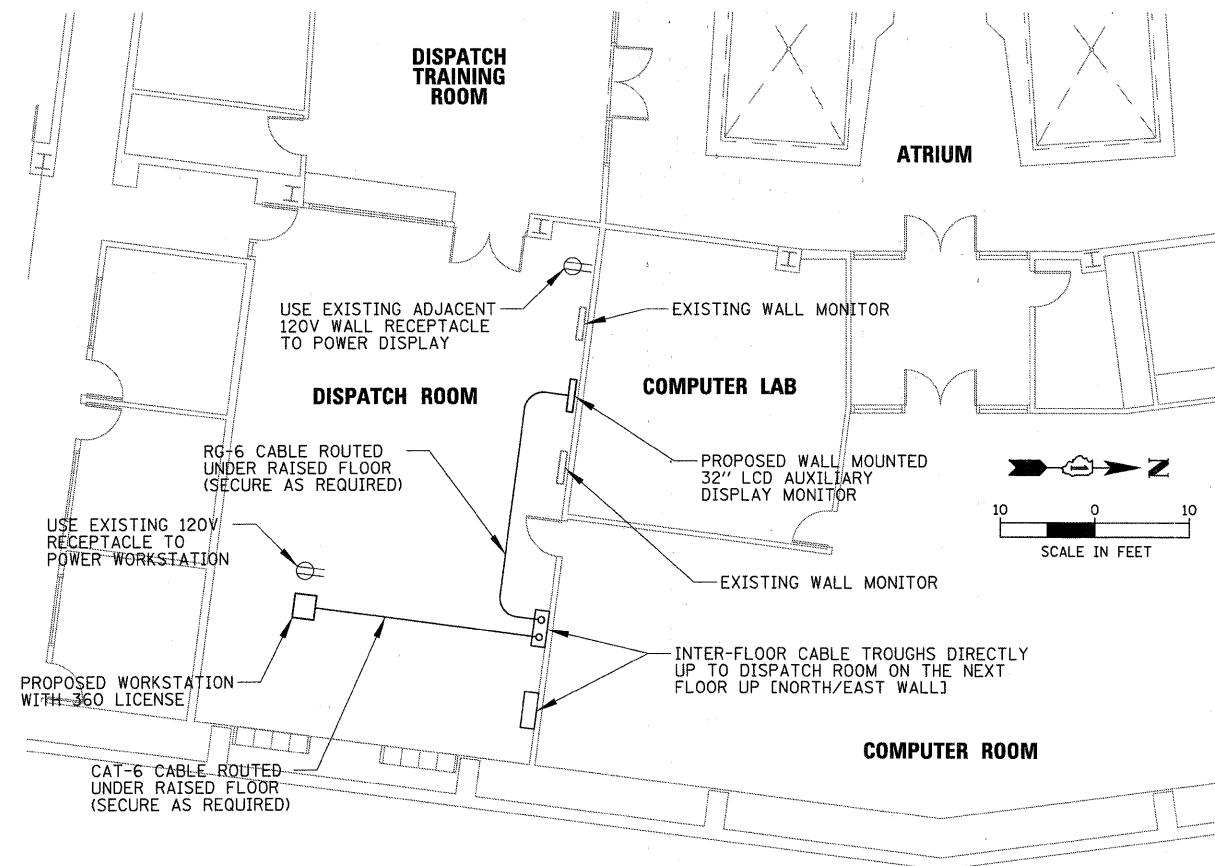 DISPATCH
TRAINING
ROOM
ATRIUM
USE EXISTING ADJACENT
120V WALL RECEPTACLE
TO POWER DISPLAY
EXISTING WALL MONITOR
DISPATCH ROOM
COMPUTER LAB
RG-6 CABLE ROUTED
UNDER RAISED FLOOR
(SECURE AS REQUIRED)
PROPOSED WALL MOUNTED
32" LCD AUXILIARY
DISPLAY MONITOR
N
10 0 10
SCALE IN FEET
USE EXISTING 120V
RECEPTACLE TO
POWER WORKSTATION
EXISTING WALL MONITOR
INTER-FLOOR CABLE TROUGHS DIRECTLY
UP TO DISPATCH ROOM ON THE NEXT
FLOOR UP [NORTH/EAST WALL]
PROPOSED WORKSTATION
WITH 360 LICENSE
COMPUTER ROOM
CAT-6 CABLE ROUTED
UNDER RAISED FLOOR
(SECURE AS REQUIRED)